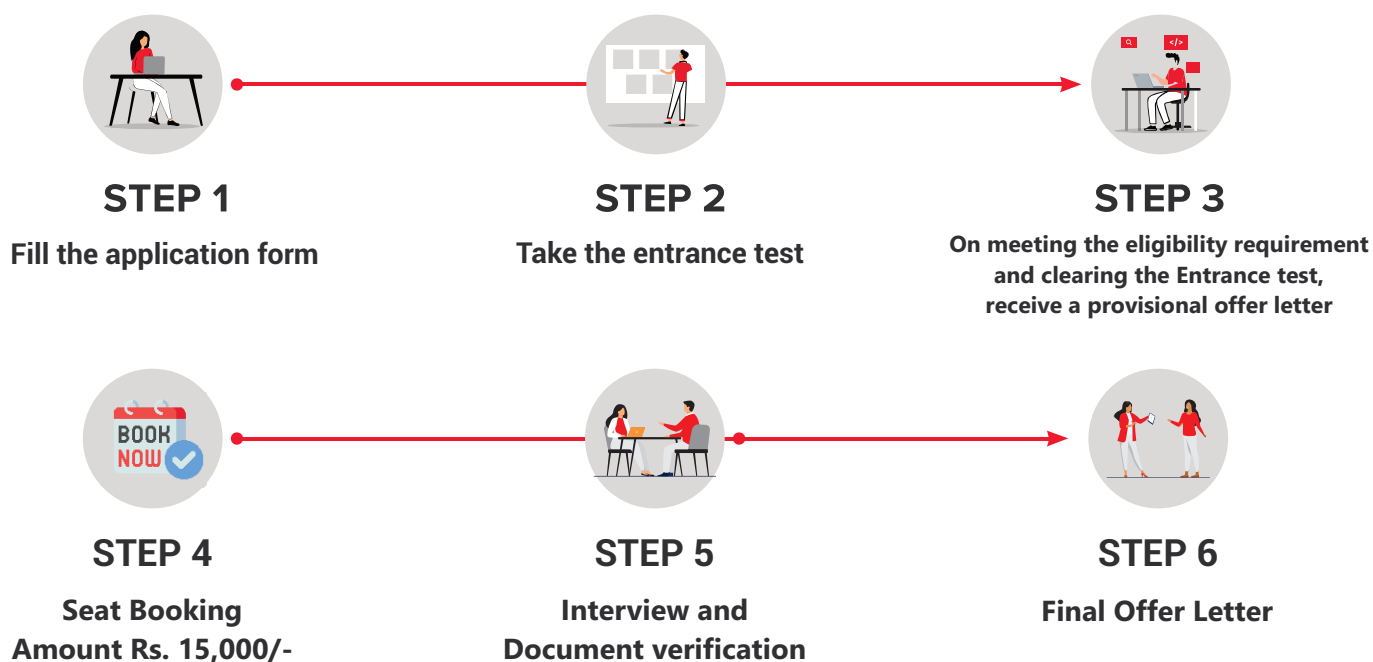 </>
STEP 1
Fill the application form
STEP 2
Take the entrance test
STEP 3
On meeting the eligibility requirement
and clearing the Entrance test,
receive a provisional offer letter
BOOK
NOW
STEP 4
Seat Booking
Amount Rs. 15,000/-
STEP 5
Interview and
Document verification
STEP 6
Final Offer Letter